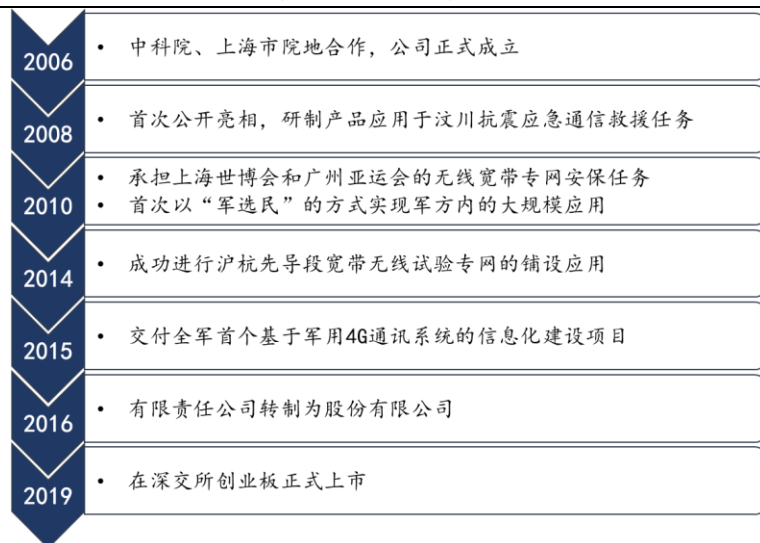 2006
• 中科院、上海市院地合作，公司正式成立
2008
• 首次公开亮相，研制产品应用于汶川抗震应急通信救援任务
2010
• 承担上海世博会和广州亚运会的无线宽带专网安保任务
• 首次以“军选民”的方式实现军方内的大规模应用
2014
• 成功进行沪杭先导段宽带无线试验专网的铺设应用
2015
• 交付全军首个基于军用4G通讯系统的信息化建设项目
2016
• 有限责任公司转制为股份有限公司
2019
• 在深交所创业板正式上市